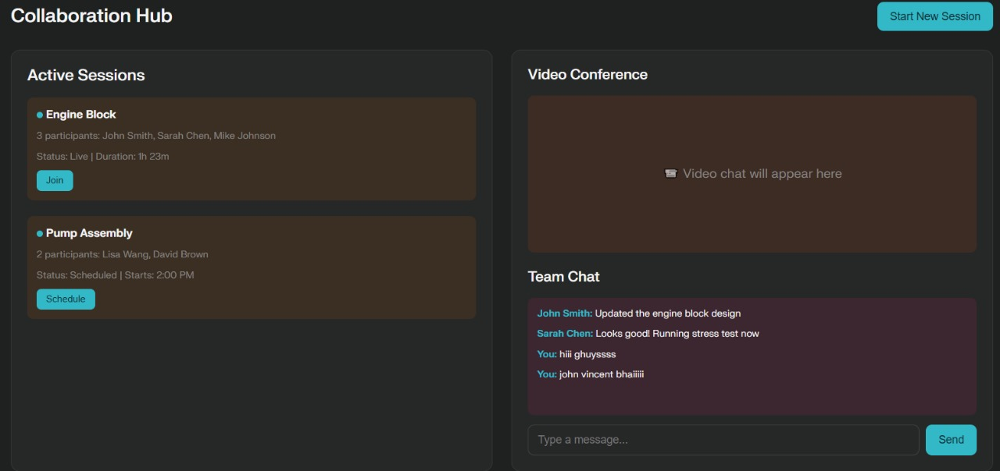 Collaboration Hub
Start New Session
Active Sessions
Engine Block
3 participants: John Smith, Sarah Chen, Mike Johnson
Status: Live | Duration: 1h 23m
Join
Pump Assembly
2 participants: Lisa Wang, David Brown
Status: Scheduled | Starts: 2:00 PM
Schedule
Video Conference
Video chat will appear here
Team Chat
John Smith: Updated the engine block design
Sarah Chen: Looks good! Running stress test now
You: hiii ghuyssss
You: john vincent bhaiiiii
Type a message...
Send